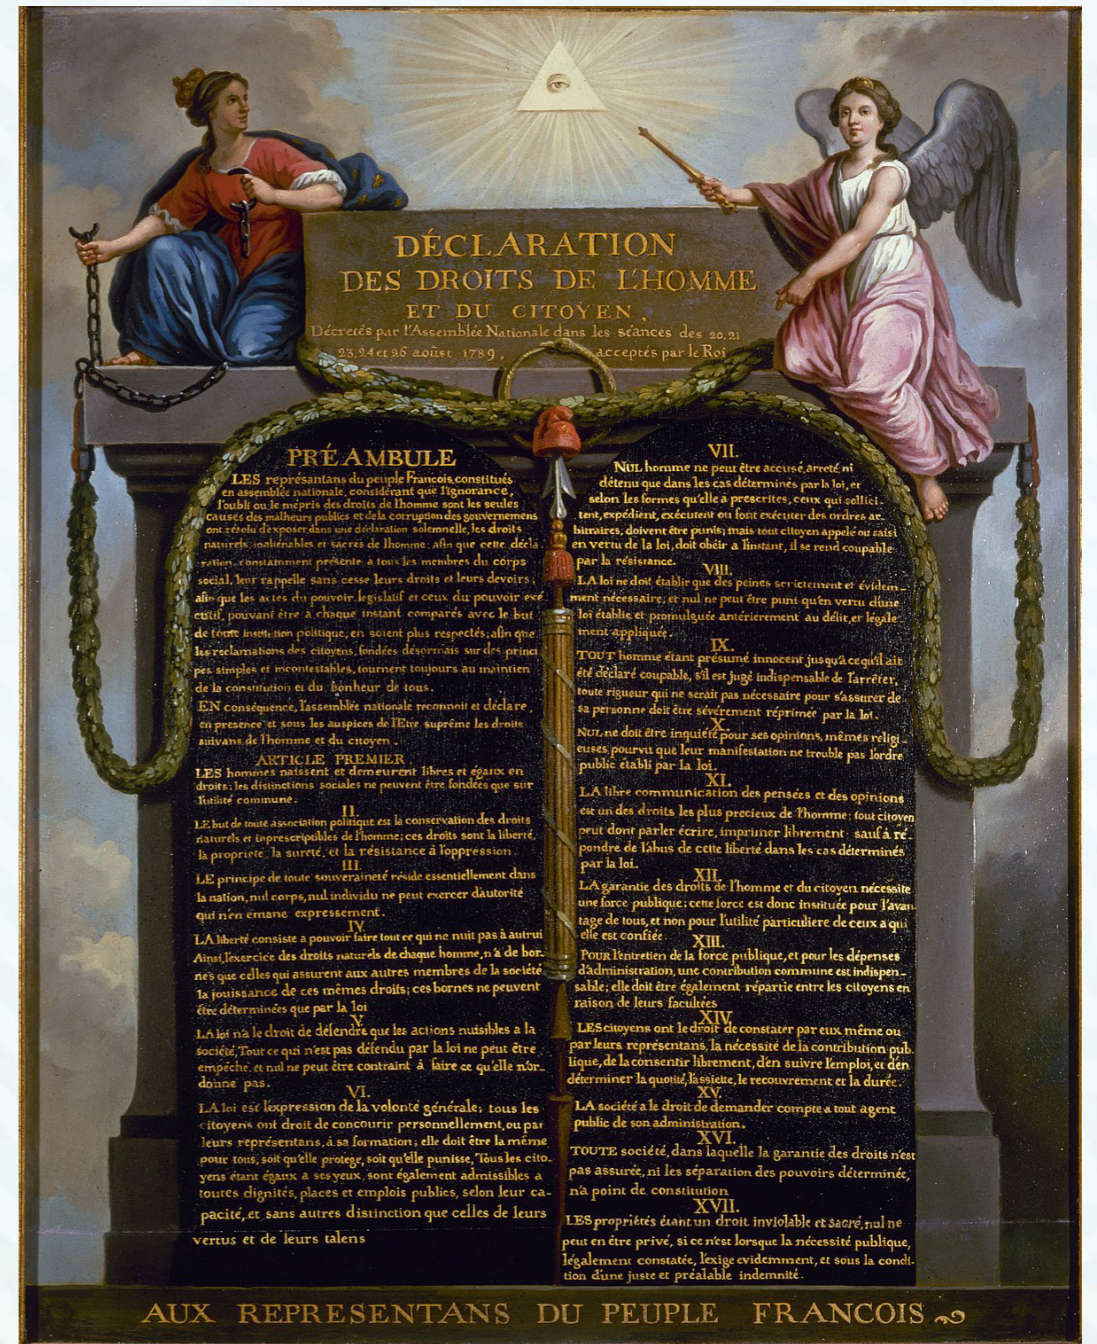 DÉCLARATION
DES DROITS DE L'HOMME
ET DU CITOYEN,
Décretés par l'Assemblée Nationale dans les séances des 20, 21
23, 24 et 26 août 1789, acceptés par le Roi
PRÉAMBULE
LES représantans du peuple François, constitués
en assemblée nationale, considérant que l'ignorance,
l'oubli ou le mépris des droits de l'homme sont les seules
causes des malheurs publics et de la corruption des gouvernemens
ont résolu d'exposer dans une déclaration solemnelle, les droits
naturels, inaliénables et sacrés de l'homme; afin que cette décla
ration, constamment présente a tous les membres du corps
social, leur rappelle sans cesse leurs droits et leurs devoirs,
afin que les actes du pouvoir legislatif et ceux du pouvoir exé
cutif, pouvant être à chaque instant comparés avec le but
de toute institution politique, en soient plus respectés; afin que
les reclamations des citoyens, fondées désormais sur des princi
pes simples et incontestables, tournent toujours au maintien
de la constitution et du bonheur de tous.
EN conséquence, l'assemblée nationale reconnoit et déclare,
en presence et sous les auspices de l'Etre suprême les droits
suivans de l'homme et du citoyen.
ARTICLE PREMIER
LES hommes naissent et demeurent libres et égaux en
droits; les distinctions sociales ne peuvent être fondées que sur
l'utilité commune.
II.
LE but de toute association politique est la conservation des droits
naturels et inprescriptibles de l'homme; ces droits sont la liberté,
la propriete, la sureté, et la résistance à l'oppression.
III.
LE principe de toute souveraineté réside essentiellement dans
la nation, nul corps, nul individu ne peut exercer d'autorité
qui n'en émane expressement.
IV.
LA liberté consiste a pouvoir faire tout ce qui ne nuit pas à autrui
Ainsi, l'exercice des droits naturels de chaque homme, n'a de bor-
nes que celles qui assurent aux autres membres de la société
la jouissance de ces mêmes droits; ces bornes ne peuvent
être déterminées que par la loi
V.
LA loi n'a le droit de défendre que les actions nuisibles a la
société, Tout ce qui n'est pas défendu par la loi ne peut être
empêché, et nul ne peut être contraint à faire ce qu'elle n'or-
donne pas.
VI.
LA loi est l'expression de la volonté générale; tous les
citoyens ont droit de concourir personnellement, ou par
leurs représentans, à sa formation; elle doit être la même
pour tous, soit qu'elle protege, soit qu'elle punisse, Tous les cito-
yens étant égaux a ses yeux, sont également admissibles a
toutes dignités, places et emplois publics, selon leur ca-
pacité, et sans autres distinction que celles de leurs
vertus et de leurs talens
VII.
NUL homme ne peut être accusé, arreté, ni
détenu que dans les cas déterminés par la loi, et
selon les formes qu'elle à prescrites, ceux qui sollici-
tent, expédient, exécutent ou font exécuter des ordres ar-
bitraires, doivent être punis; mais tout citoyen appelé ou saisi
en vertu de la loi, doit obéir a l'instant, il se rend coupable
par la résistance.
VIII.
LA loi ne doit établir que des peines strictement et évidem-
ment nécessaire, et nul ne peut être puni qu'en vertu d'une
loi établie et promulguée antérierement au délit, et légale-
ment appliquée.
IX.
TOUT homme étant présumé innocent jusqu'a ce qu'il ait
été déclaré coupable, s'il est jugé indispensable de l'arrêter,
toute rigueur qui ne serait pas nécessaire pour s'assurer de
sa personne doit être sévèrement réprimée par la loi.
X.
NUL ne doit être inquiété pour ses opinions, mêmes religi
euses, pourvu que leur manifestation ne trouble pas l'ordre
public établi par la loi.
XI.
LA libre communication des pensées et des opinions
est un des droits les plus precieux de l'homme; tout citoyen
peut dont parler écrire, imprimer librement sauf à ré
pondre de l'abus de cette liberté dans les cas déterminés
par la loi.
XII.
LA garantie des droits de l'homme et du citoyen nécessite
une force publique; cette force est donc instituée pour l'avan-
tage de tous, et non pour l'utilité particuliere de ceux a qui
elle est confiée.
XIII.
POUR l'entretien de la force publique, et pour les dépenses
d'administration, une contribution commune est indispen-
sable; elle doit être également répartie entre les citoyens en
raison de leurs facultées
XIV.
LES citoyens ont le droit de constater par eux même ou
par leurs représentans, la nécessité de la contribution pub-
lique, de la consentir librement, d'en suivre l'emploi, et d'en
déterminer la quotité, l'assiette, le recouvrement et la durée.
XV.
LA société a le droit de demander compte a tout agent
public de son administration.
XVI.
TOUTE société, dans laquelle la garantie des droits n'est
pas assurée, ni les séparation des pouvoirs déterminée,
n'a point de constitution
XVII.
LES propriétés étant un droit inviolable et sacré, nul ne
peut en être privé, si ce n'est lorsque la nécessité publique,
légalement constatée, l'exige evidemment, et sous la condi-
tion d'une juste et préalable indemnité.
AUX REPRESENTANS DU PEUPLE FRANCOIS